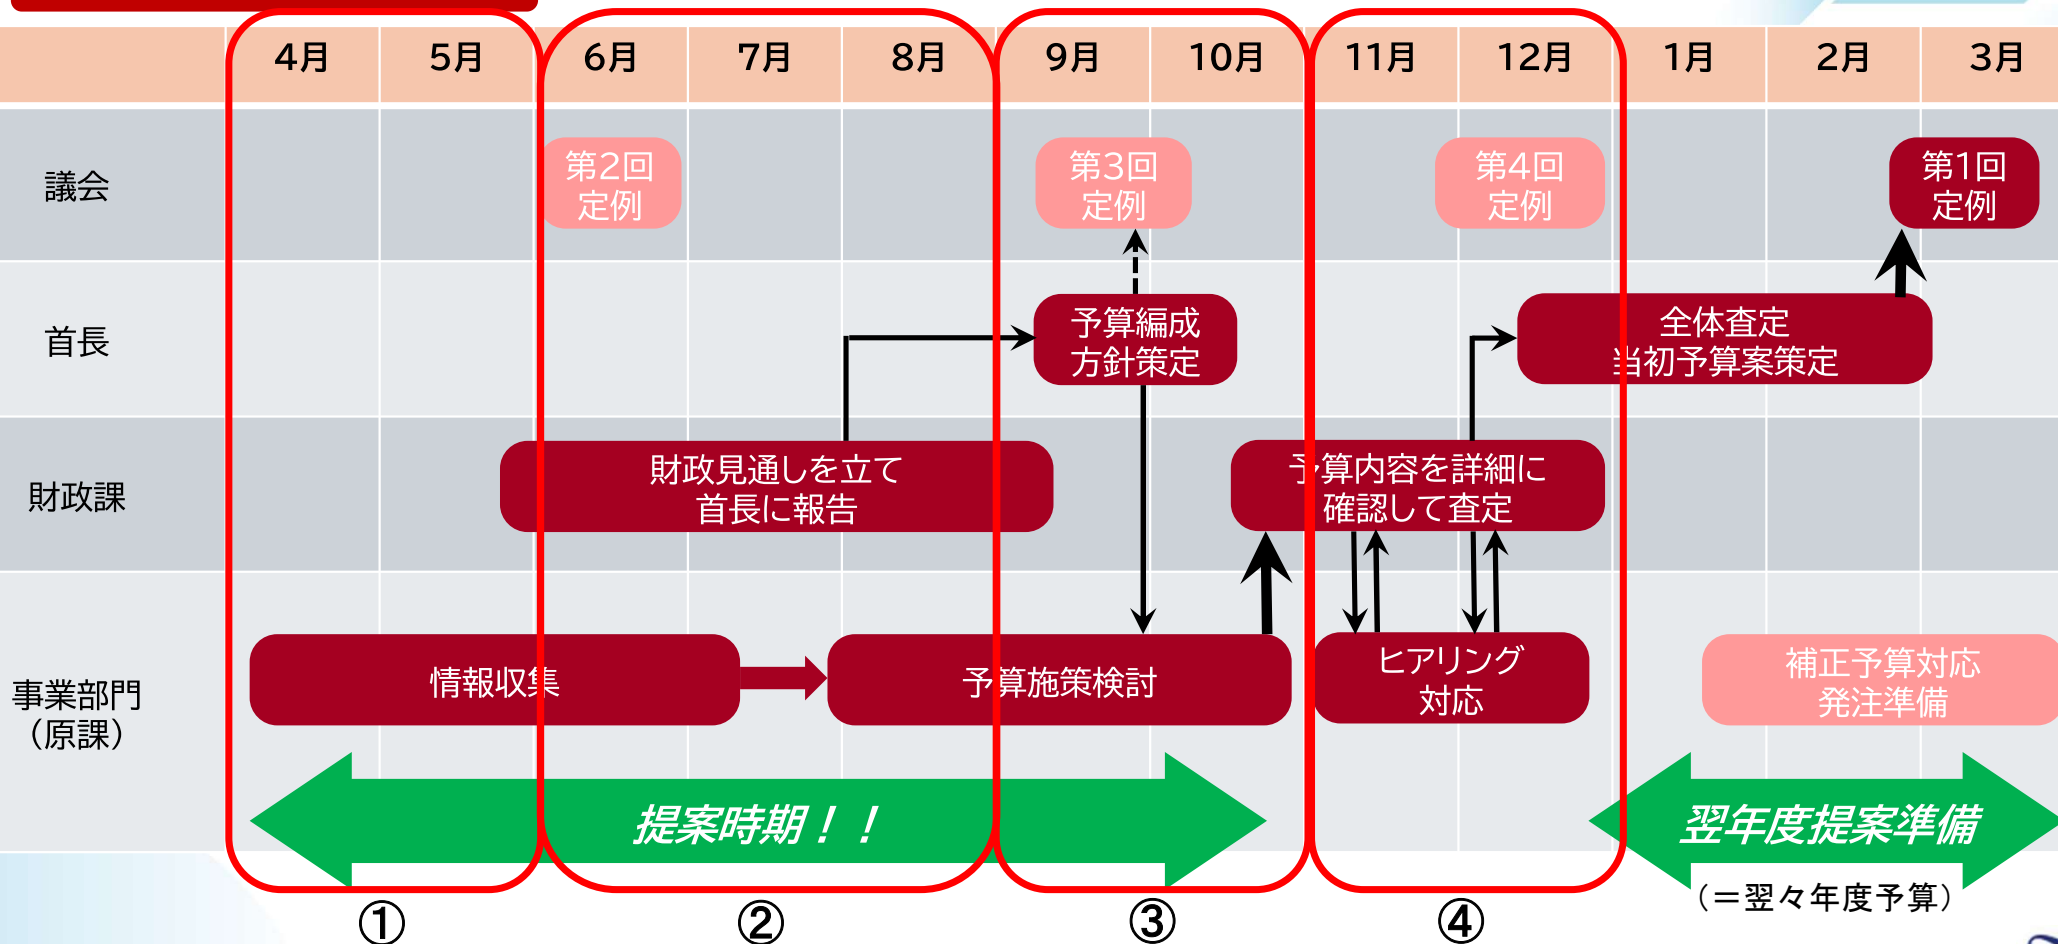 4月 5月 6月 7月 8月 9月 10月 11月 12月 1月 2月 3月
議会
第2回
定例
第3回
定例
第4回
定例
第1回
定例
首長
予算編成
方針策定
全体査定
当初予算案策定
財政課
財政見通しを立て
首長に報告
予算内容を詳細に
確認して査定
事業部門
（原課）
情報収集
予算施策検討
ヒアリング
対応
補正予算対応
発注準備
提案時期！！
翌年度提案準備
（＝翌々年度予算）
① ② ③ ④